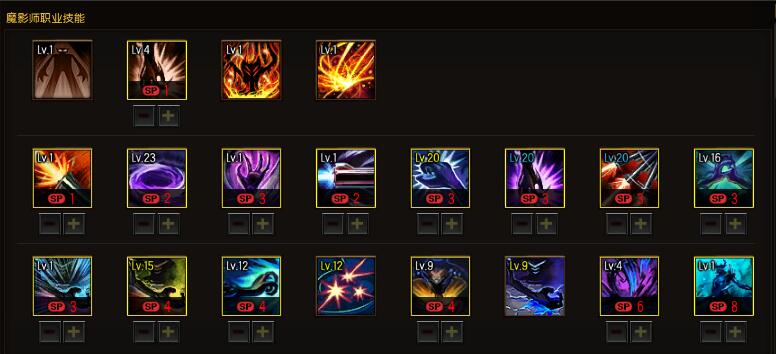 魔影师职业技能
Lv.1 Lv.4 Lv.1 Lv.1
SP 1
Lv.1 Lv.23 Lv.1 Lv.1 Lv.20 Lv.20 Lv.20 Lv.16
SP 1 SP 2 SP 3 SP 2 SP 3 SP 3 SP 3 SP 3
Lv.1 Lv.15 Lv.12 Lv.12 Lv.9 Lv.9 Lv.4 Lv.1
SP 3 SP 4 SP 4 SP 4 SP 6 SP 8